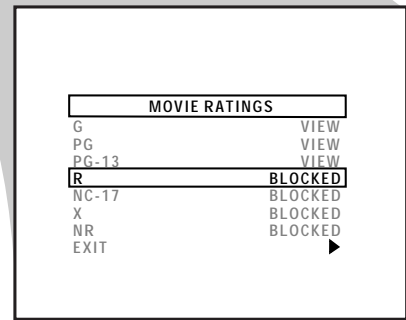 MOVIE RATINGS
G VIEW
PG VIEW
PG-13 VIEW
R BLOCKED
NC-17 BLOCKED
X BLOCKED
NR BLOCKED
EXIT